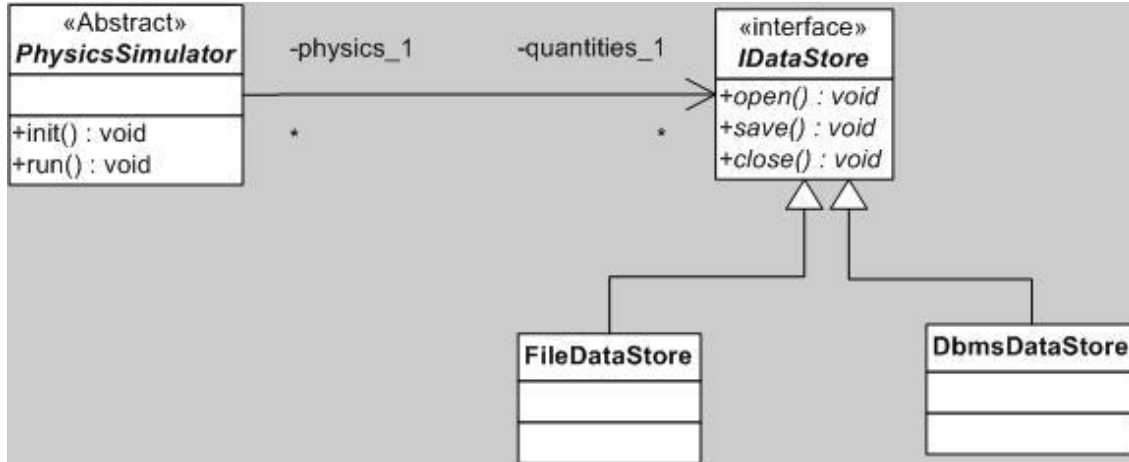 «Abstract»
PhysicsSimulator
+init() : void
+run() : void
-physics_1
-quantities_1
*
*
«interface»
IDataStore
+open() : void
+save() : void
+close() : void
FileDataStore
DbmsDataStore